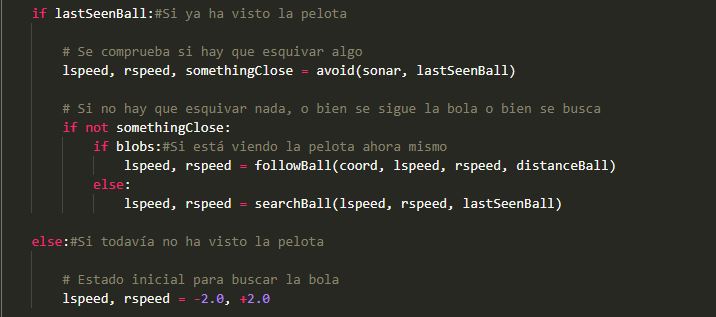 if lastSeenBall:#Si ya ha visto la pelota
# Se comprueba si hay que esquivar algo
lspeed, rspeed, somethingClose = avoid(sonar, lastSeenBall)
# Si no hay que esquivar nada, o bien se sigue la bola o bien se busca
if not somethingClose:
if blobs:#Si está viendo la pelota ahora mismo
lspeed, rspeed = followBall(coord, lspeed, rspeed, distanceBall)
else:
lspeed, rspeed = searchBall(lspeed, rspeed, lastSeenBall)
else:#Si todavía no ha visto la pelota
# Estado inicial para buscar la bola
lspeed, rspeed = -2.0, +2.0